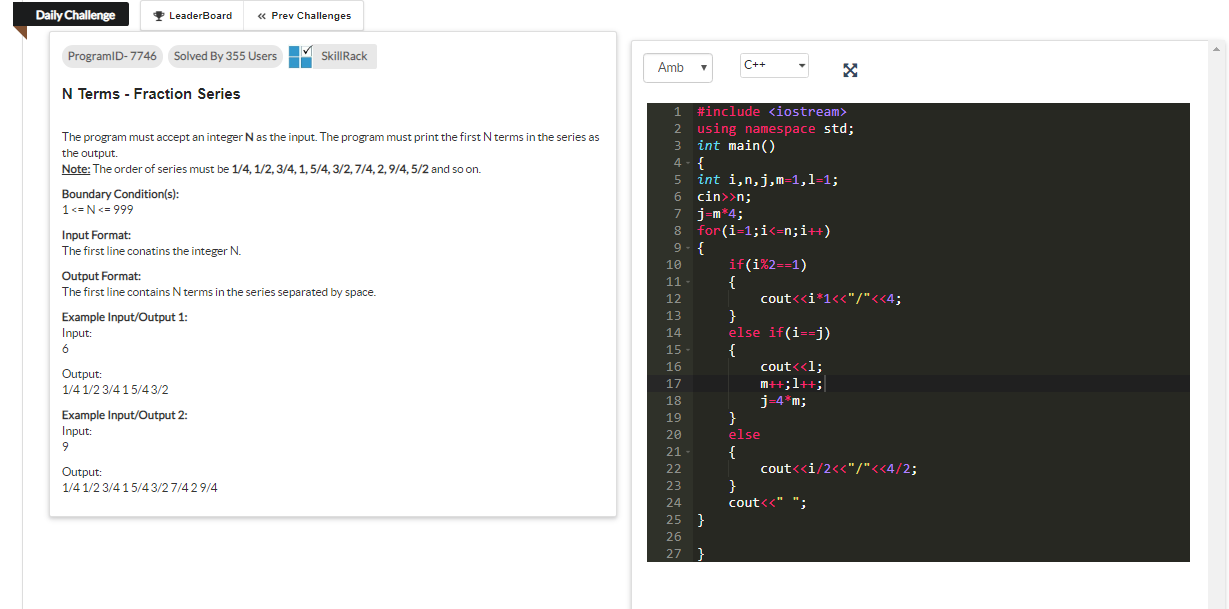 Daily Challenge
LeaderBoard
« Prev Challenges
ProgramID- 7746
Solved By 355 Users
SkillRack
N Terms - Fraction Series
The program must accept an integer N as the input. The program must print the first N terms in the series as
the output.
Note: The order of series must be 1/4, 1/2, 3/4, 1, 5/4, 3/2, 7/4, 2, 9/4, 5/2 and so on.
Boundary Condition(s):
1 <= N <= 999
Input Format:
The first line conatins the integer N.
Output Format:
The first line contains N terms in the series separated by space.
Example Input/Output 1:
Input:
6
Output:
1/4 1/2 3/4 1 5/4 3/2
Example Input/Output 2:
Input:
9
Output:
1/4 1/2 3/4 1 5/4 3/2 7/4 2 9/4
Amb
C++
1 #include <iostream>
2 using namespace std;
3 int main()
4 {
5 int i,n,j,m=1,l=1;
6 cin>>n;
7 j=m*4;
8 for(i=1;i<=n;i++)
9 {
10 if(i%2==1)
11 {
12 cout<<i*1<<"/"<<4;
13 }
14 else if(i==j)
15 {
16 cout<<l;
17 m++;l++;
18 j=4*m;
19 }
20 else
21 {
22 cout<<i/2<<"/"<<4/2;
23 }
24 cout<<" ";
25 }
26
27 }